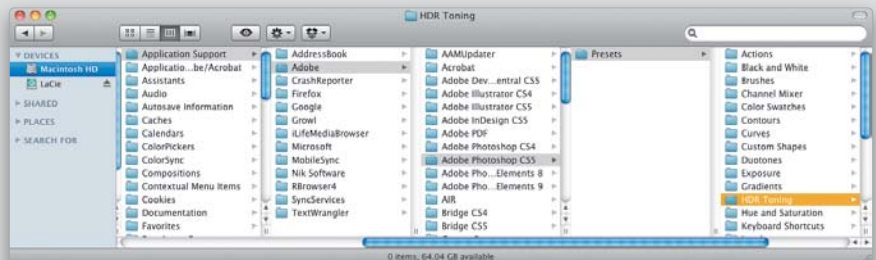 HDR Toning
DEVICES
Macintosh HD
LaCie
SHARED
PLACES
SEARCH FOR
Application Support
Applicatio...be/Acrobat
Assistants
Audio
Autosave Information
Caches
Calendars
ColorPickers
ColorSync
Compositions
Contextual Menu Items
Cookies
Documentation
Favorites
AddressBook
Adobe
CrashReporter
Firefox
Google
Growl
iLifeMediaBrowser
Microsoft
MobileSync
Nik Software
RBrowser4
SyncServices
TextWrangler
AAMUpdater
Acrobat
Adobe Dev...entral CS5
Adobe Illustrator CS4
Adobe Illustrator CS5
Adobe InDesign CS5
Adobe PDF
Adobe Photoshop CS4
Adobe Photoshop CS5
Adobe Pho...Elements 8
Adobe Pho...Elements 9
AIR
Bridge CS4
Bridge CS5
Presets
Actions
Black and White
Brushes
Channel Mixer
Color Swatches
Contours
Curves
Custom Shapes
Duotones
Exposure
Gradients
HDR Toning
Hue and Saturation
Keyboard Shortcuts
0 items, 64.04 GB available